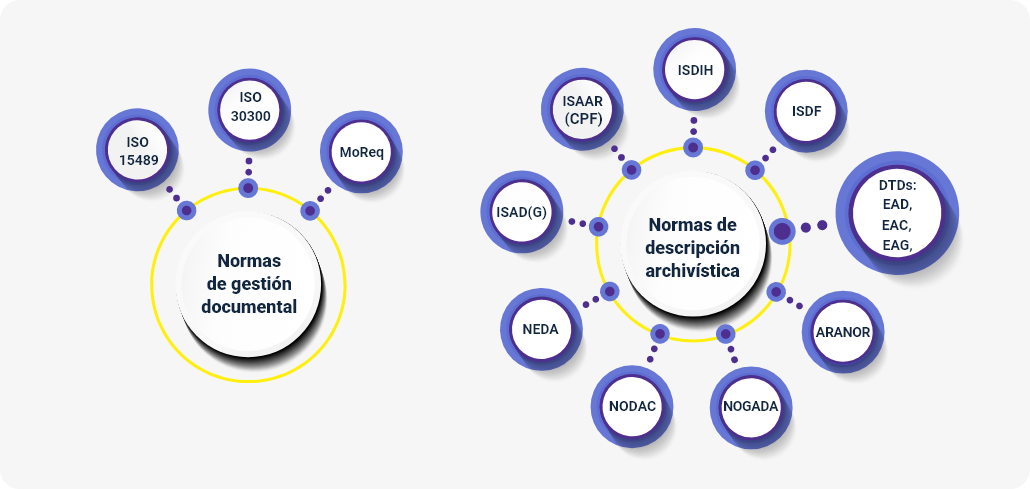 ISO
15489
ISO
30300
MoReq
Normas
de gestión
documental
ISAD(G)
ISAAR
(CPF)
ISDIH
ISDF
DTDs:
EAD,
EAC,
EAG,
ARANOR
NOGADA
NODAC
NEDA
Normas de
descripción
archivística